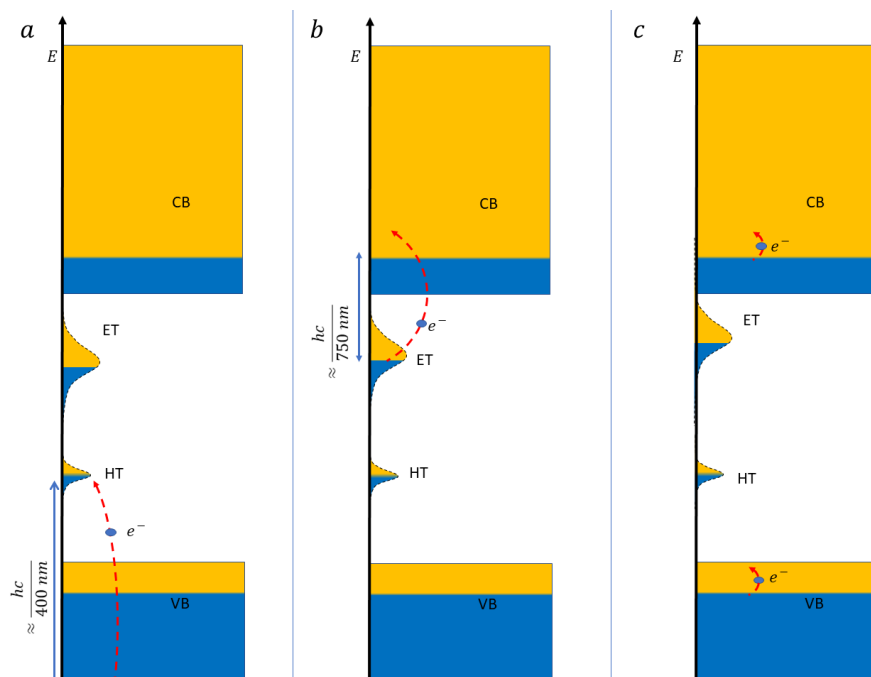 a
E
CB
ET
HT
e⁻
≈ hc / 400 nm
VB
b
E
CB
e⁻
≈ hc / 750 nm
ET
HT
VB
c
E
CB
e⁻
ET
HT
e⁻
VB